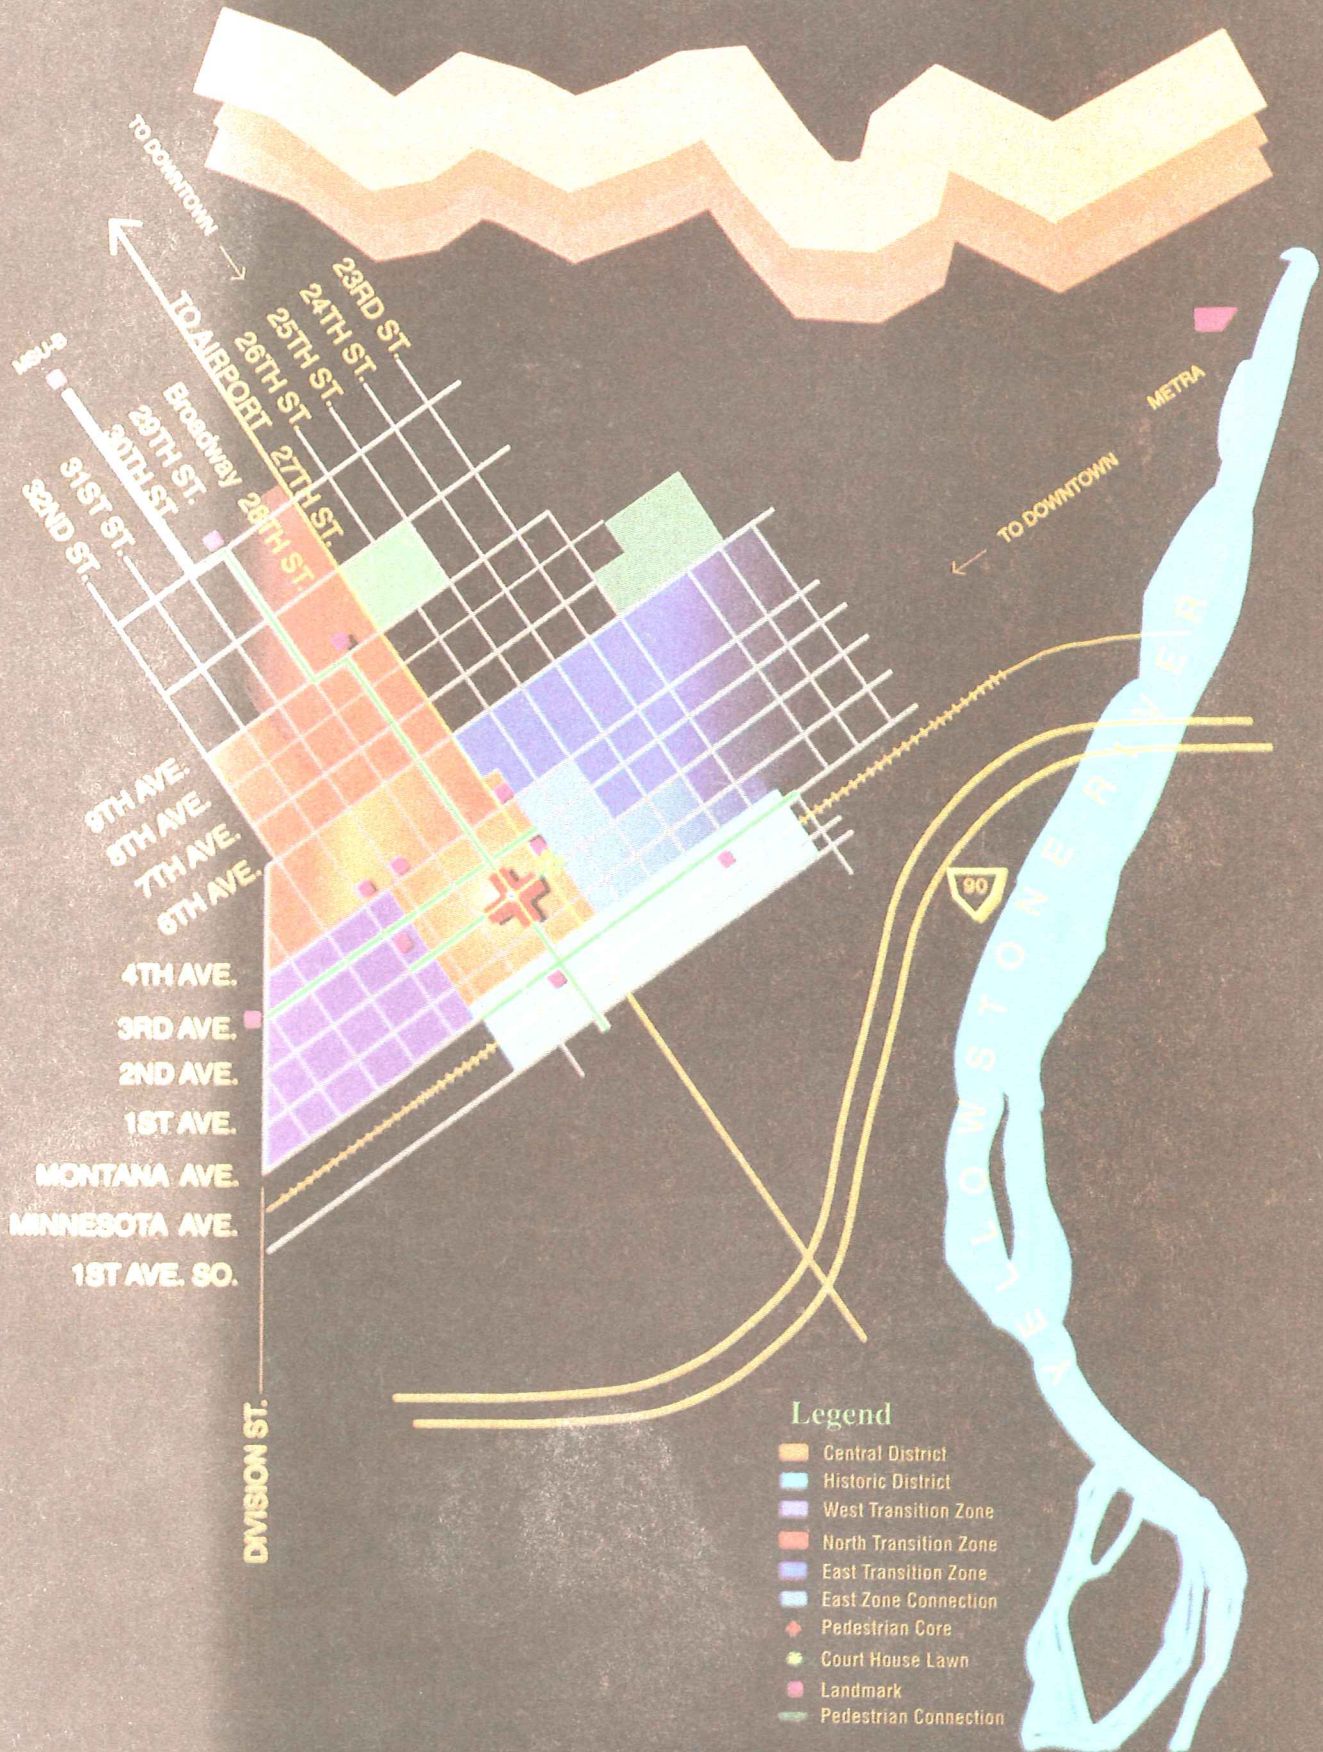 TO DOWNTOWN
TO AIRPORT
23RD ST.
24TH ST.
25TH ST.
26TH ST.
27TH ST.
28TH ST.
Broadway
29TH ST.
30TH ST.
31ST ST.
32ND ST.
MSU-B
METRA
TO DOWNTOWN
9TH AVE.
8TH AVE.
7TH AVE.
6TH AVE.
4TH AVE.
3RD AVE.
2ND AVE.
1ST AVE.
MONTANA AVE.
MINNESOTA AVE.
1ST AVE. SO.
DIVISION ST.
90
YELLOWSTONE RIVER
Legend
Central District
Historic District
West Transition Zone
North Transition Zone
East Transition Zone
East Zone Connection
Pedestrian Core
Court House Lawn
Landmark
Pedestrian Connection